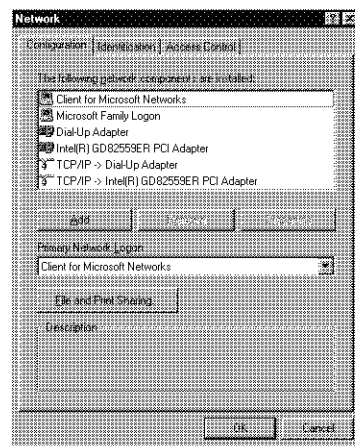 Network
Configuration Identification Access Control
The following network components are installed:
Client for Microsoft Networks
Microsoft Family Logon
Dial-Up Adapter
Intel(R) GD82559ER PCI Adapter
TCP/IP -> Dial-Up Adapter
TCP/IP -> Intel(R) GD82559ER PCI Adapter
Add Remove Properties
Primary Network Logon
Client for Microsoft Networks
File and Print Sharing
Description
OK Cancel